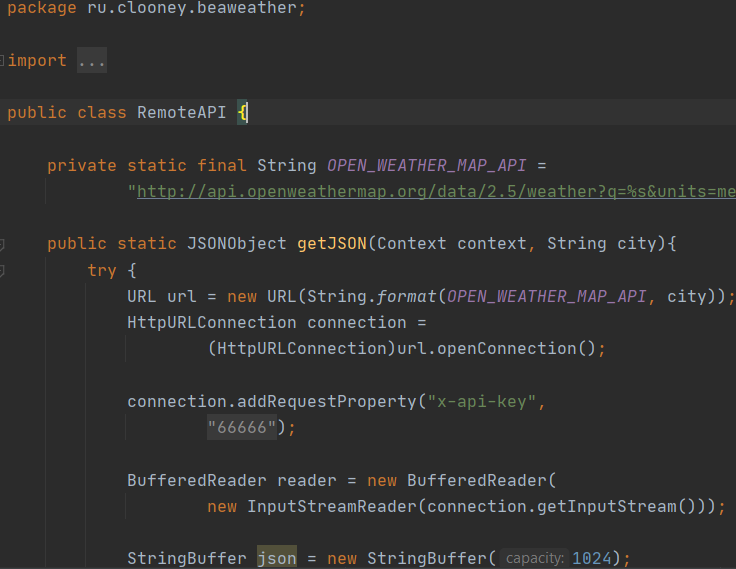 package ru.clooney.beaweather;
import ...
public class RemoteAPI {
private static final String OPEN_WEATHER_MAP_API =
"http://api.openweathermap.org/data/2.5/weather?q=%s&units=me
public static JSONObject getJSON(Context context, String city){
try {
URL url = new URL(String.format(OPEN_WEATHER_MAP_API, city));
HttpURLConnection connection =
(HttpURLConnection)url.openConnection();
connection.addRequestProperty("x-api-key",
"66666");
BufferedReader reader = new BufferedReader(
new InputStreamReader(connection.getInputStream()));
StringBuffer json = new StringBuffer( capacity: 1024);